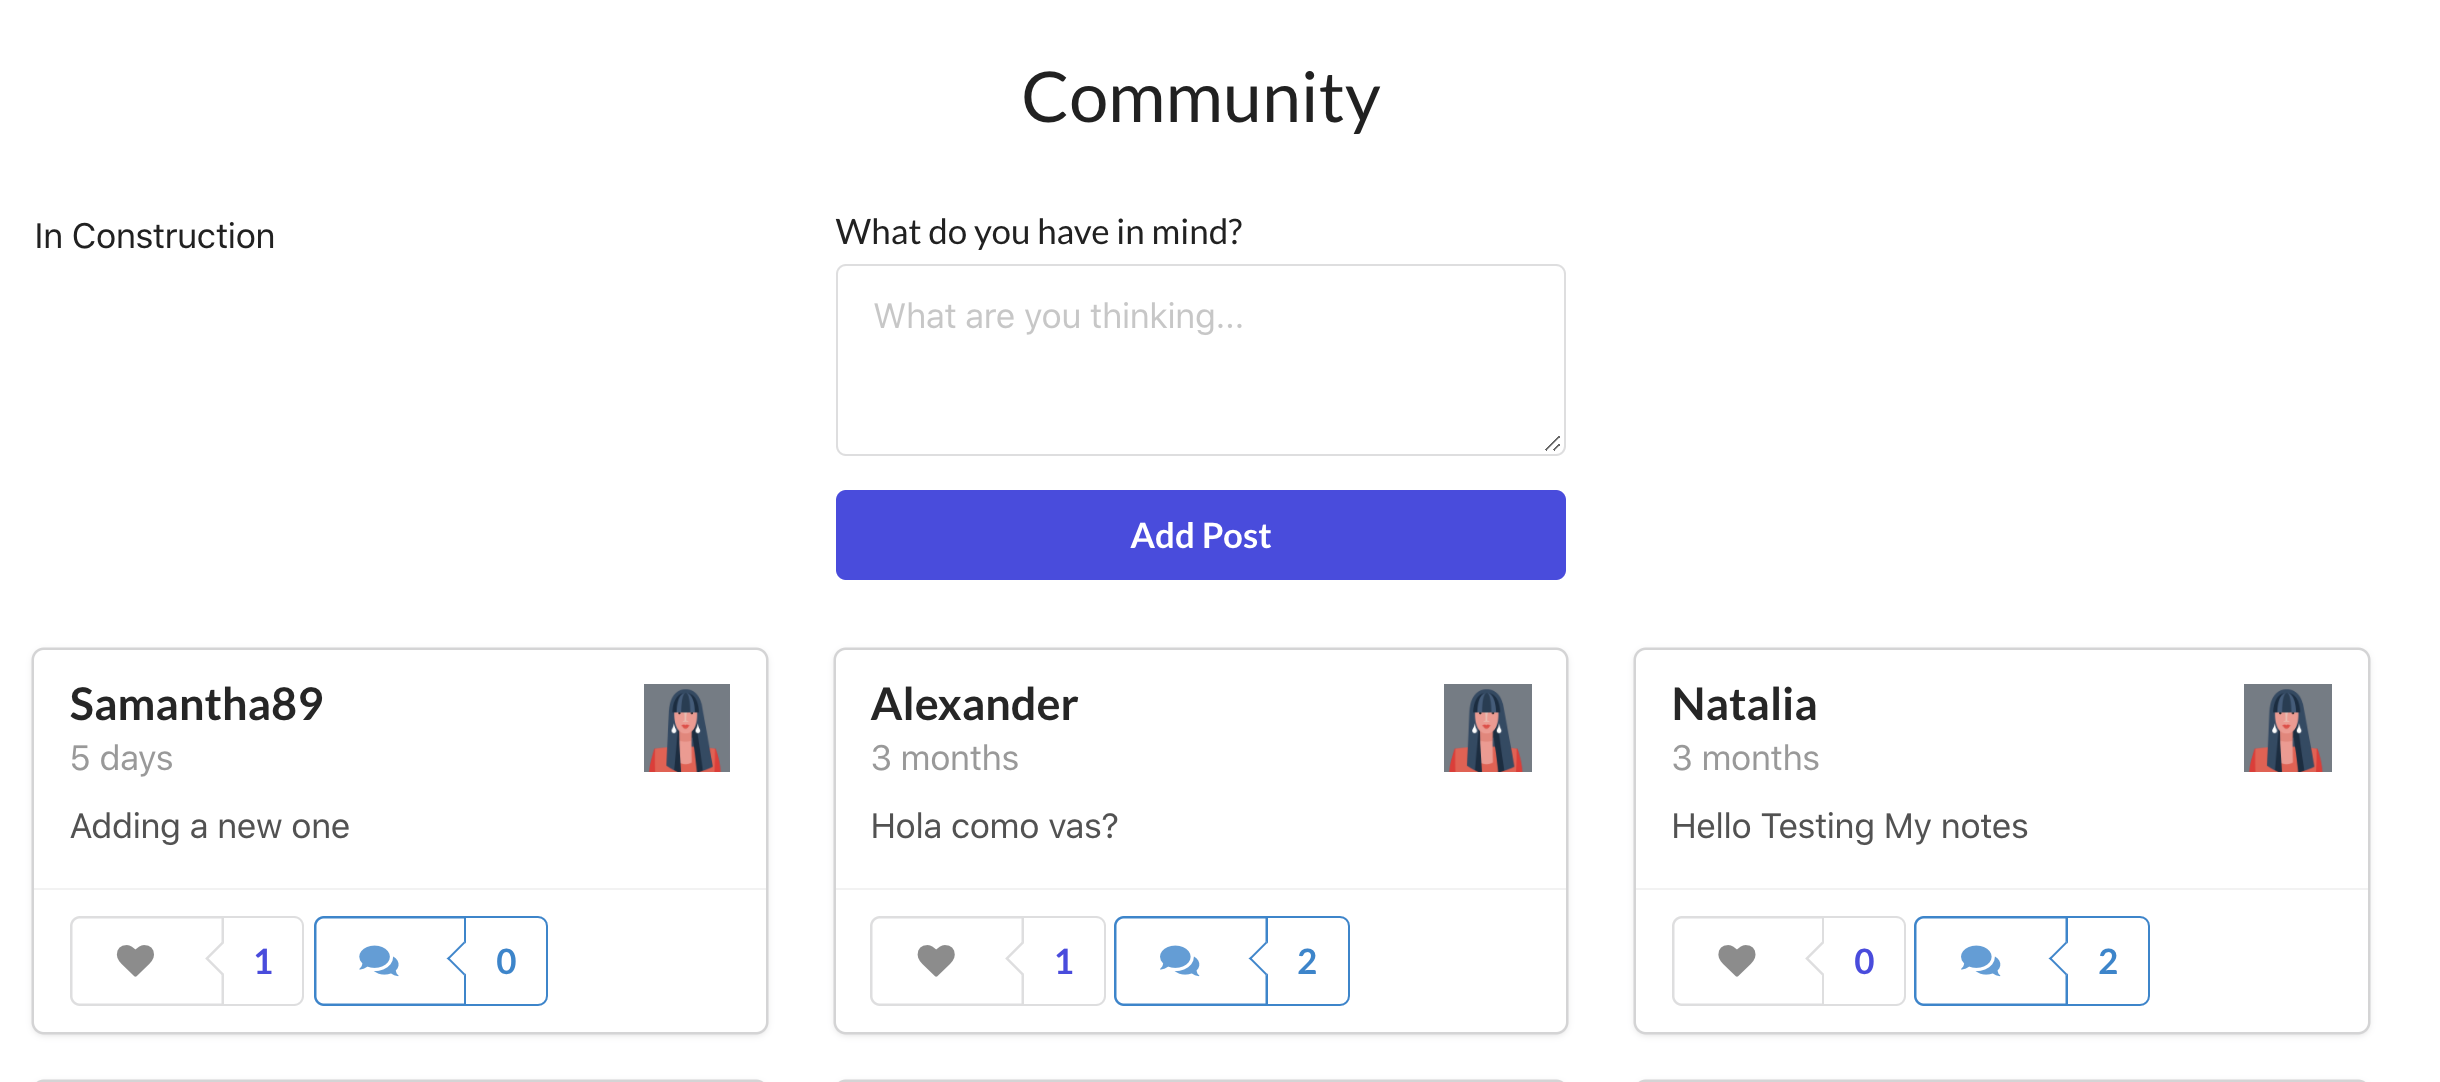 Community
In Construction
What do you have in mind?
What are you thinking...
Add Post
Samantha89
5 days
Adding a new one
1
0
Alexander
3 months
Hola como vas?
1
2
Natalia
3 months
Hello Testing My notes
0
2